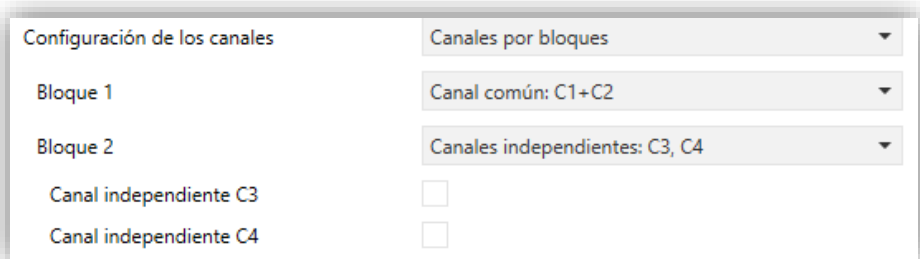 Configuración de los canales Canales por bloques
Bloque 1 Canal común: C1+C2
Bloque 2 Canales independientes: C3, C4
Canal independiente C3
Canal independiente C4